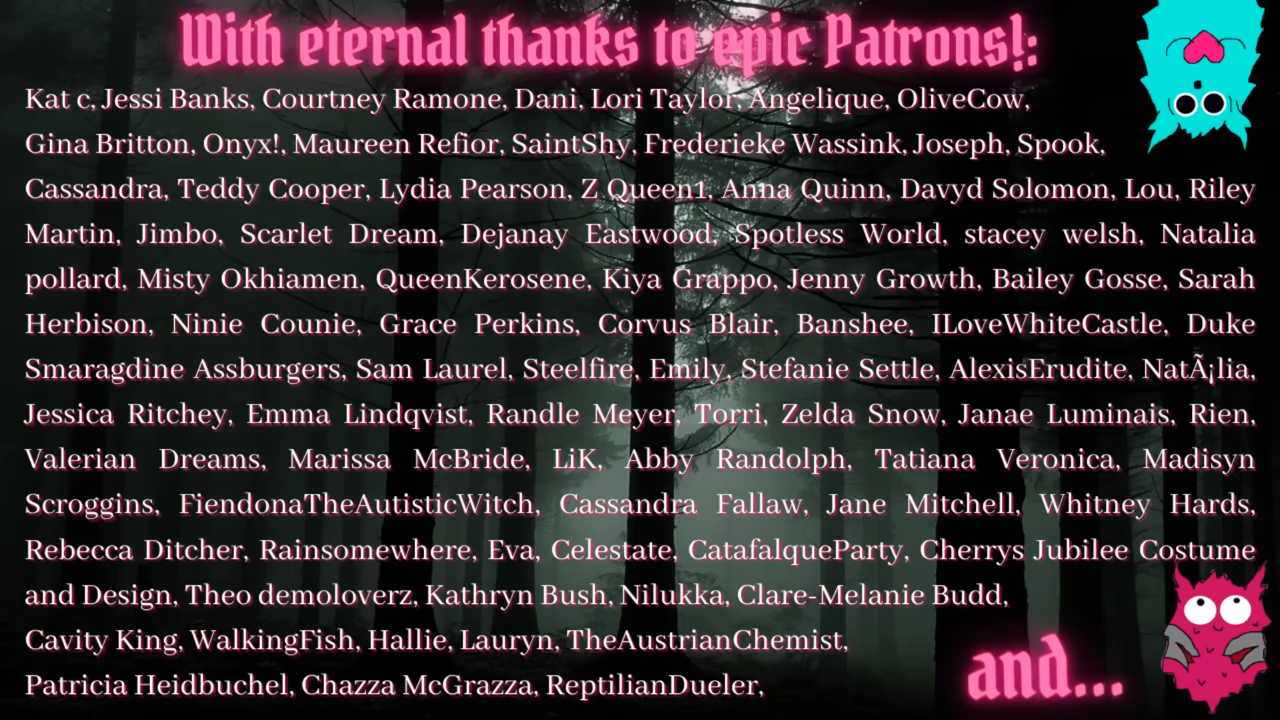 With eternal thanks to epic Patrons!:
Kat c, Jessi Banks, Courtney Ramone, Dani, Lori Taylor, Angelique, OliveCow,
Gina Britton, Onyx!, Maureen Refior, SaintShy, Frederieke Wassink, Joseph, Spook,
Cassandra, Teddy Cooper, Lydia Pearson, Z Queen1, Anna Quinn, Davyd Solomon, Lou, Riley
Martin, Jimbo, Scarlet Dream, Dejanay Eastwood, Spotless World, stacey welsh, Natalia
pollard, Misty Okhiamen, QueenKerosene, Kiya Grappo, Jenny Growth, Bailey Gosse, Sarah
Herbison, Ninie Counie, Grace Perkins, Corvus Blair, Banshee, ILoveWhiteCastle, Duke
Smaragdine Assburgers, Sam Laurel, Steelfire, Emily, Stefanie Settle, AlexisErudite, NatÃ¡lia,
Jessica Ritchey, Emma Lindqvist, Randle Meyer, Torri, Zelda Snow, Janae Luminais, Rien,
Valerian Dreams, Marissa McBride, LiK, Abby Randolph, Tatiana Veronica, Madisyn
Scroggins, FiendonaTheAutisticWitch, Cassandra Fallaw, Jane Mitchell, Whitney Hards,
Rebecca Ditcher, Rainsomewhere, Eva, Celestate, CatafalqueParty, Cherrys Jubilee Costume
and Design, Theo demoloverz, Kathryn Bush, Nilukka, Clare-Melanie Budd,
Cavity King, WalkingFish, Hallie, Lauryn, TheAustrianChemist,
Patricia Heidbuchel, Chazza McGrazza, ReptilianDueler,
and...